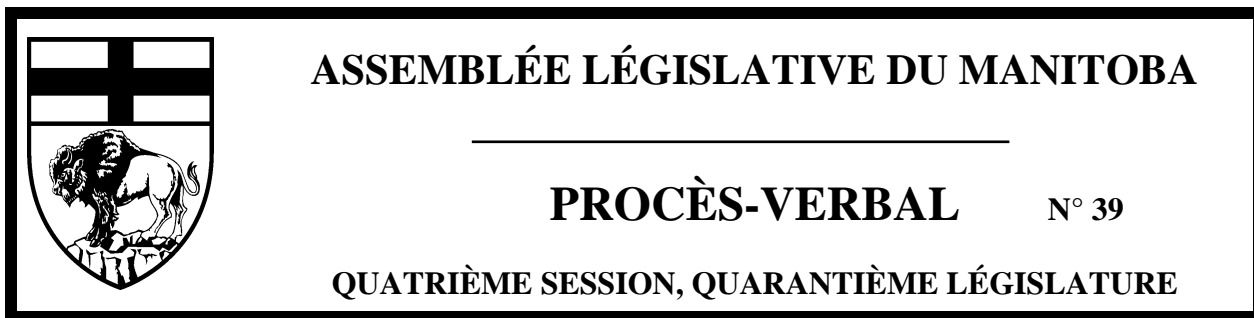 ASSEMBLÉE LÉGISLATIVE DU MANITOBA
PROCÈS-VERBAL N° 39
QUATRIÈME SESSION, QUARANTIÈME LÉGISLATURE